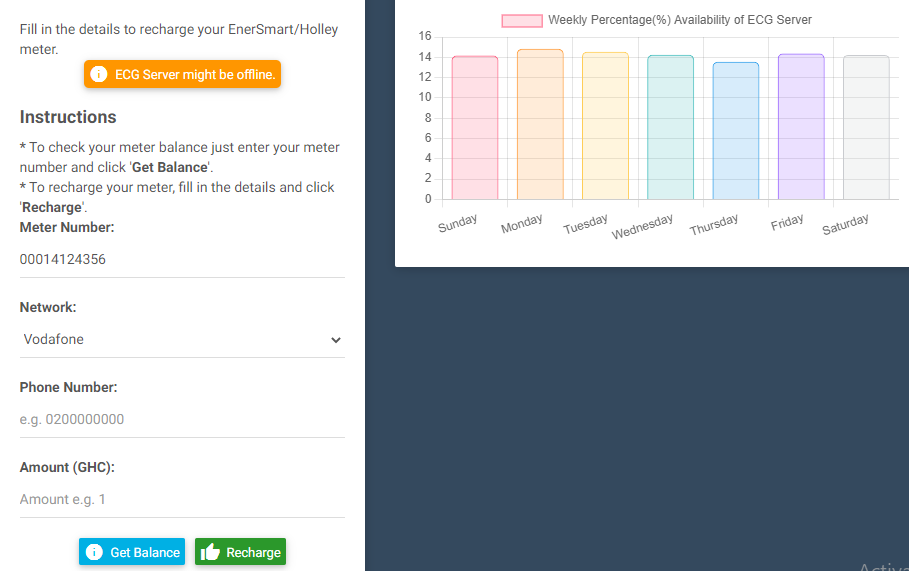 Fill in the details to recharge your EnerSmart/Holley
meter.
ECG Server might be offline.
Instructions
* To check your meter balance just enter your meter
number and click 'Get Balance'.
* To recharge your meter, fill in the details and click
'Recharge'.
Meter Number:
00014124356
Network:
Vodafone
Phone Number:
e.g. 0200000000
Amount (GHC):
Amount e.g. 1
Get Balance
Recharge
Weekly Percentage(%) Availability of ECG Server
16
14
12
10
8
6
4
2
0
Sunday
Monday
Tuesday
Wednesday
Thursday
Friday
Saturday